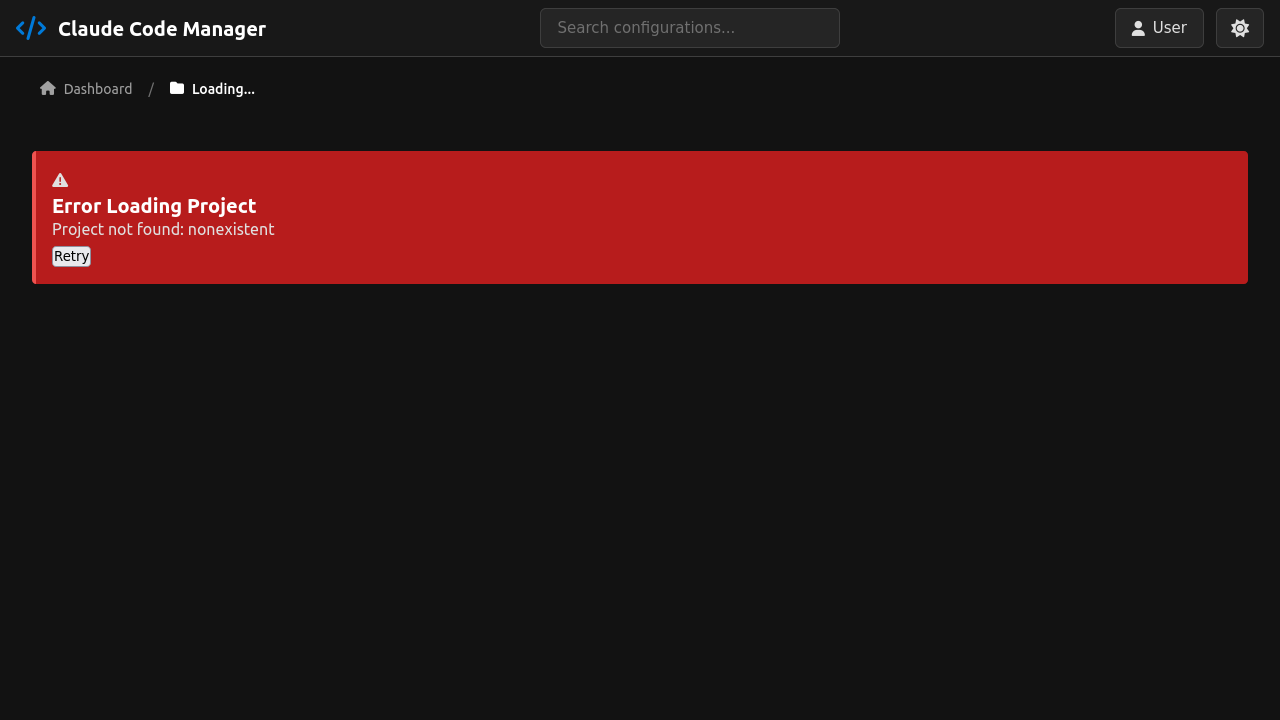 Claude Code Manager
Search configurations...
User
Dashboard / Loading...
Error Loading Project
Project not found: nonexistent
Retry